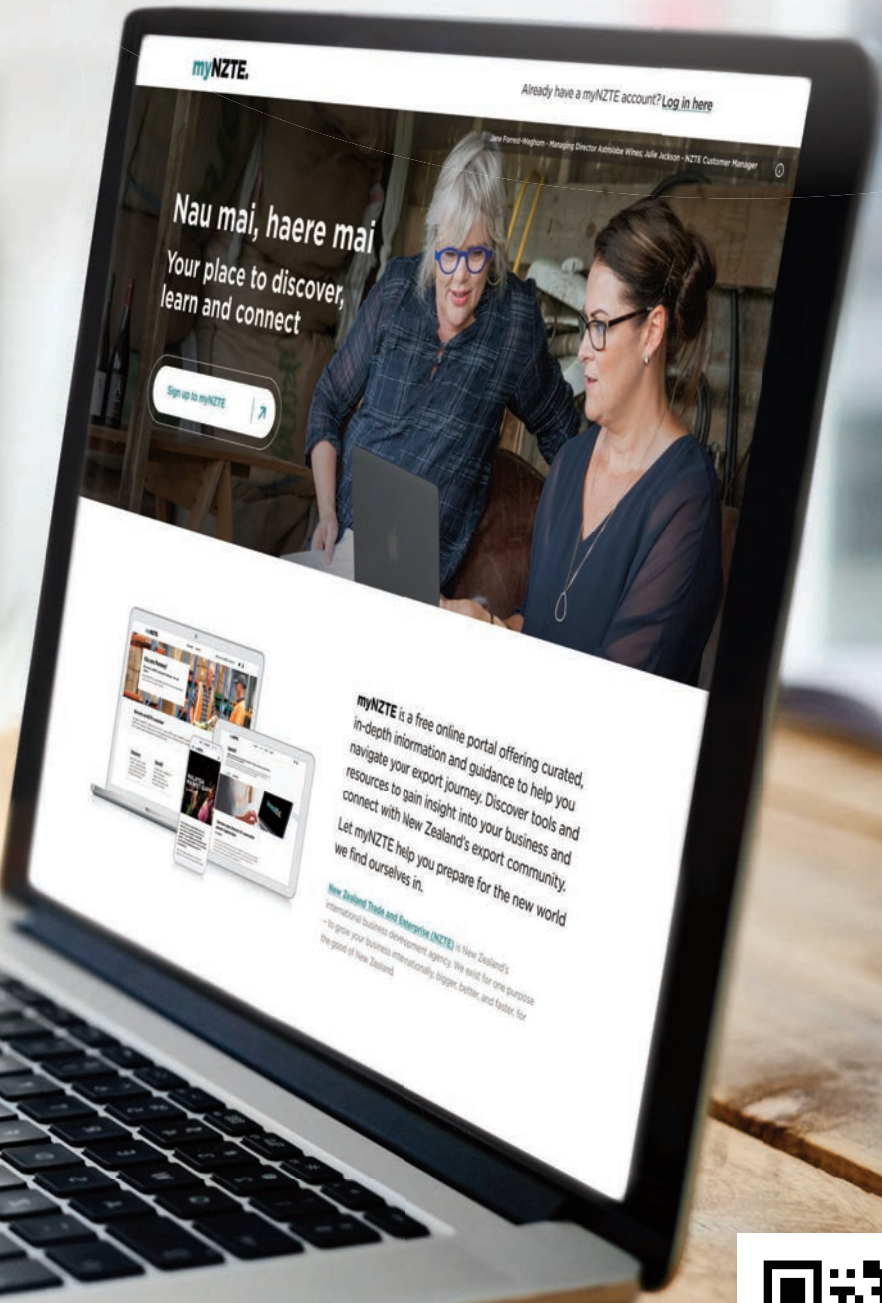 myNZTE.
Already have a myNZTE account? Log in here
Jane Forrest-Waghorn - Managing Director Astrolabe Wines; Julie Jackson - NZTE Customer Manager
Nau mai, haere mai
Your place to discover,
learn and connect
Sign up to myNZTE
myNZTE is a free online portal offering curated,
in-depth information and guidance to help you
navigate your export journey. Discover tools and
resources to gain insight into your business and
connect with New Zealand's export community.
Let myNZTE help you prepare for the new world
we find ourselves in.
New Zealand Trade and Enterprise (NZTE) is New Zealand's
international business development agency. We exist for one purpose
– to grow your business internationally, bigger, better, and faster, for
the good of New Zealand.